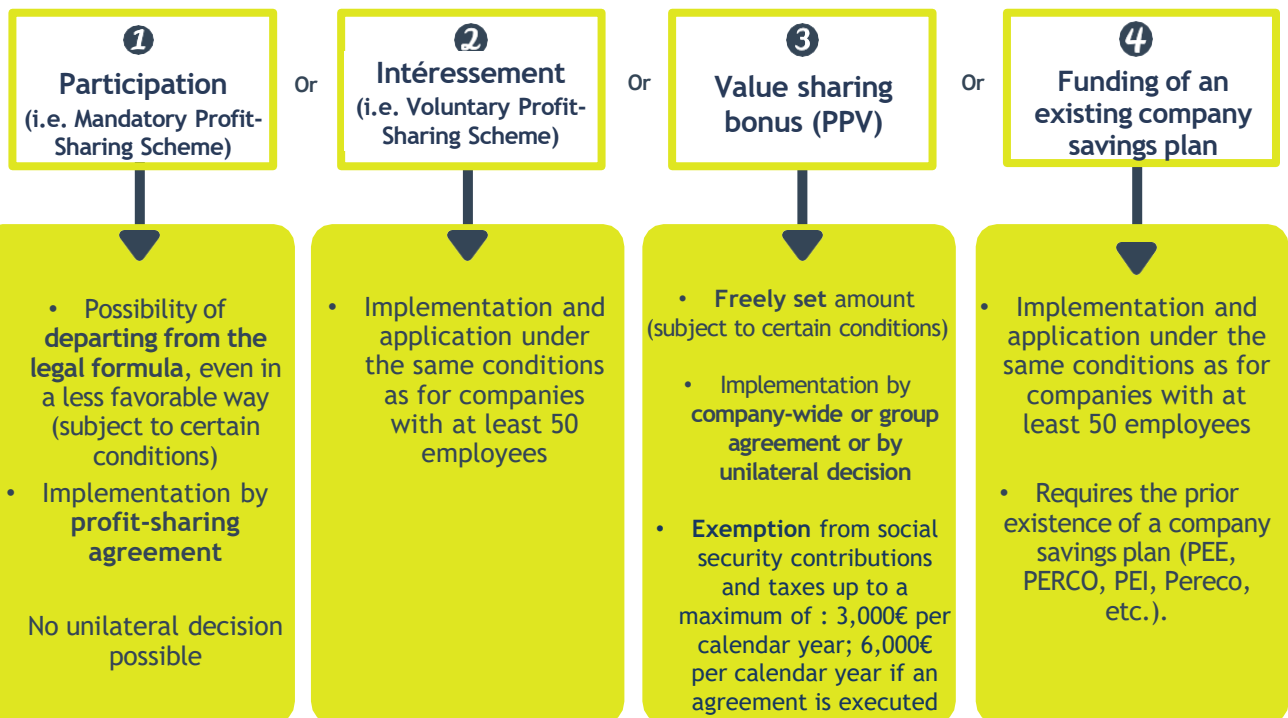 1
Participation
(i.e. Mandatory Profit-
Sharing Scheme)
Or
2
Intéressement
(i.e. Voluntary Profit-
Sharing Scheme)
Or
3
Value sharing
bonus (PPV)
Or
4
Funding of an
existing company
savings plan
• Possibility of
departing from the
legal formula, even in
a less favorable way
(subject to certain
conditions)
• Implementation by
profit-sharing
agreement
No unilateral decision
possible
• Implementation and
application under
the same conditions
as for companies
with at least 50
employees
• Freely set amount
(subject to certain conditions)
• Implementation by
company-wide or group
agreement or by
unilateral decision
• Exemption from social
security contributions
and taxes up to a
maximum of : 3,000€ per
calendar year; 6,000€
per calendar year if an
agreement is executed
• Implementation and
application under the
same conditions as for
companies with at
least 50 employees
• Requires the prior
existence of a company
savings plan (PEE,
PERCO, PEI, Pereco,
etc.).